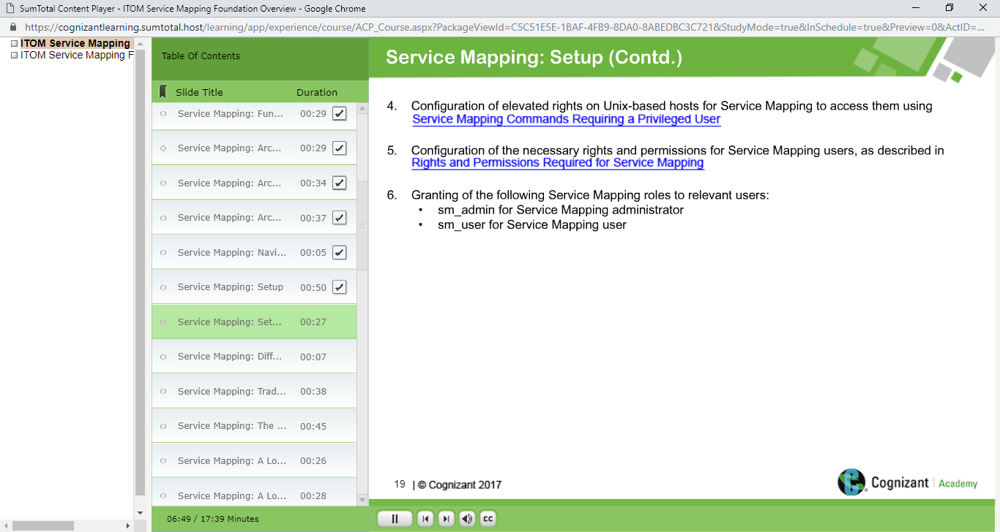 SumTotal Content Player - ITOM Service Mapping Foundation Overview - Google Chrome
https://cognizantlearning.sumtotal.host/learning/app/experience/course/ACP_Course.aspx?PackageViewId=C5C51E5E-1BAF-4FB9-8DA0-8ABEDBC3C721&StudyMode=true&InSchedule=true&Preview=0&ActID=...
ITOM Service Mapping
ITOM Service Mapping F
Table Of Contents
Slide Title Duration
Service Mapping: Fun... 00:29
Service Mapping: Arc... 00:29
Service Mapping: Arc... 00:34
Service Mapping: Arc... 00:37
Service Mapping: Navi... 00:05
Service Mapping: Setup 00:50
Service Mapping: Set... 00:27
Service Mapping: Diff... 00:07
Service Mapping: Trad... 00:38
Service Mapping: The ... 00:45
Service Mapping: A Lo... 00:26
Service Mapping: A Lo... 00:28
06:49 / 17:39 Minutes
Service Mapping: Setup (Contd.)
4. Configuration of elevated rights on Unix-based hosts for Service Mapping to access them using
Service Mapping Commands Requiring a Privileged User
5. Configuration of the necessary rights and permissions for Service Mapping users, as described in
Rights and Permissions Required for Service Mapping
6. Granting of the following Service Mapping roles to relevant users:
• sm_admin for Service Mapping administrator
• sm_user for Service Mapping user
19 | © Cognizant 2017
Cognizant | Academy
CC